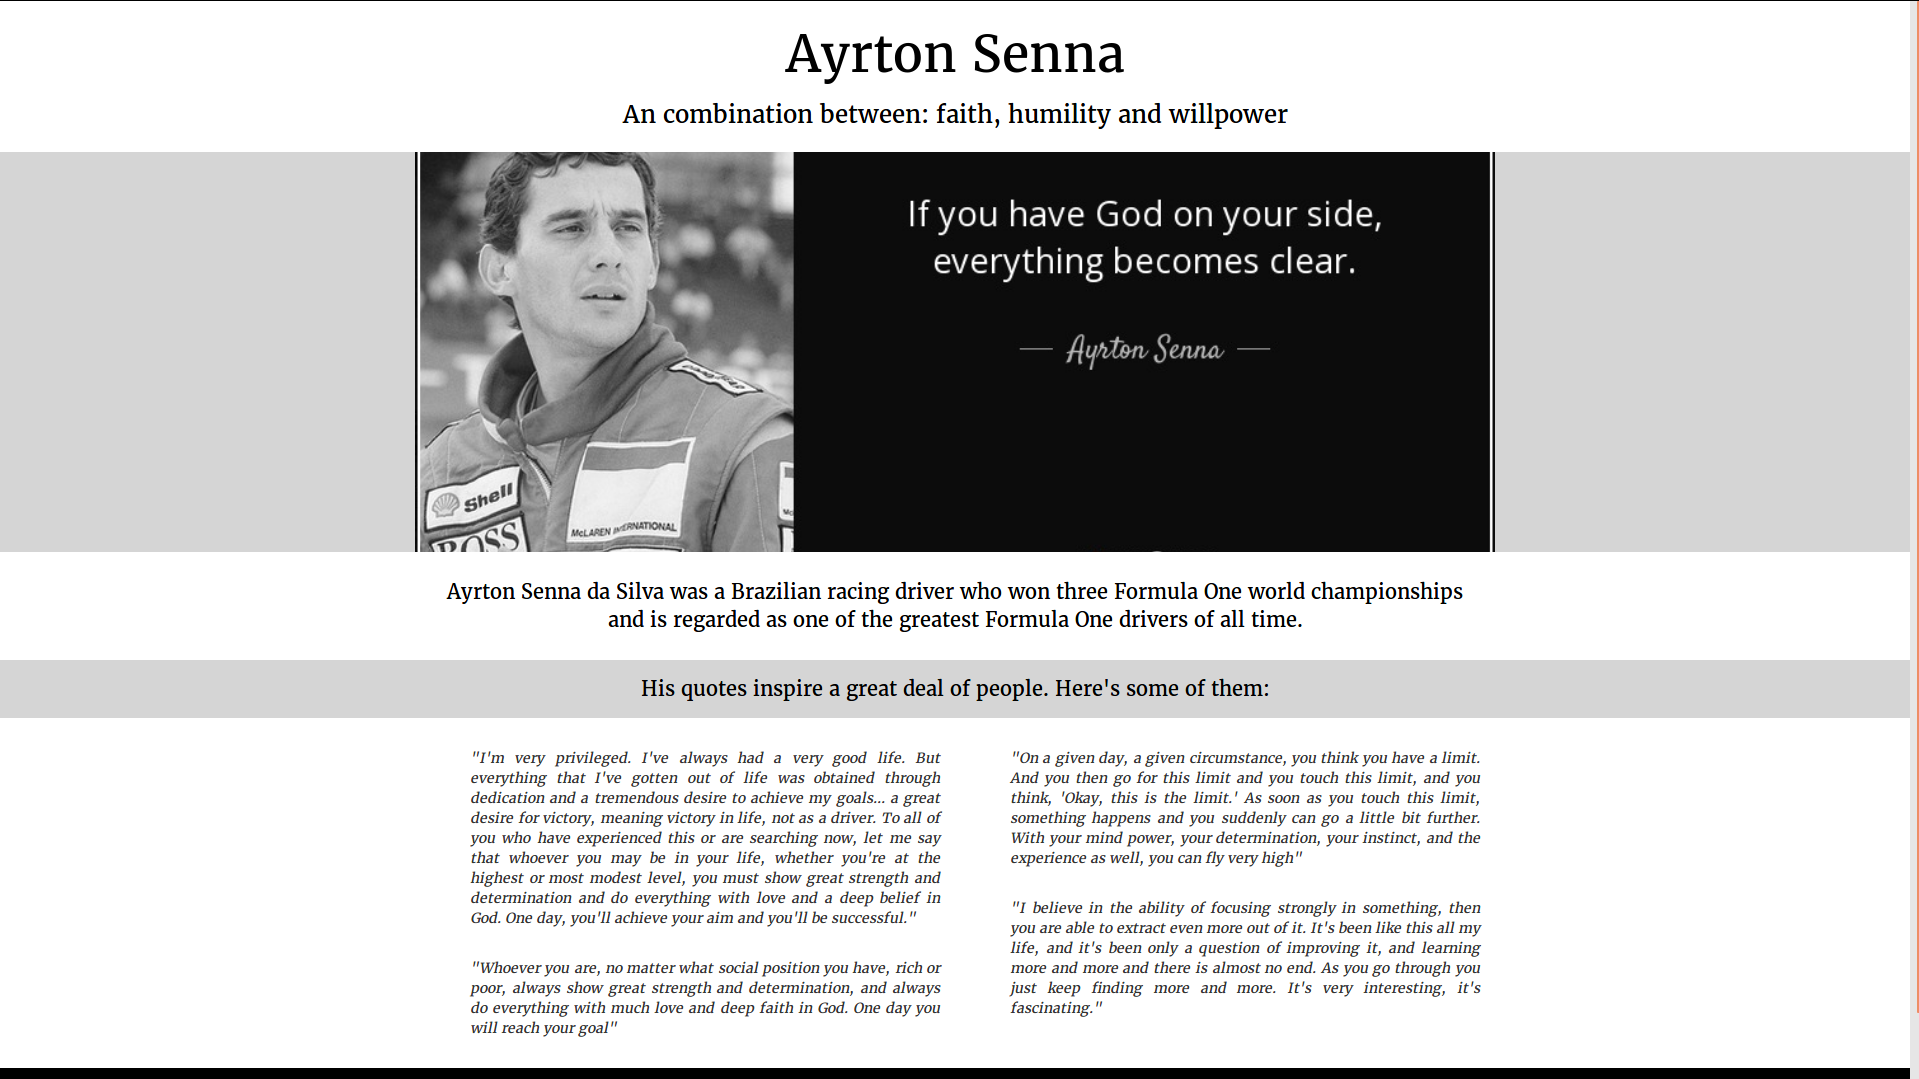 Ayrton Senna
An combination between: faith, humility and willpower
If you have God on your side,
everything becomes clear.
Ayrton Senna
Shell
BOSS
McLAREN INTERNATIONAL
Ayrton Senna da Silva was a Brazilian racing driver who won three Formula One world championships
and is regarded as one of the greatest Formula One drivers of all time.
His quotes inspire a great deal of people. Here's some of them:
"I'm very privileged. I've always had a very good life. But
everything that I've gotten out of life was obtained through
dedication and a tremendous desire to achieve my goals... a great
desire for victory, meaning victory in life, not as a driver. To all of
you who have experienced this or are searching now, let me say
that whoever you may be in your life, whether you're at the
highest or most modest level, you must show great strength and
determination and do everything with love and a deep belief in
God. One day, you'll achieve your aim and you'll be successful."
"Whoever you are, no matter what social position you have, rich or
poor, always show great strength and determination, and always
do everything with much love and deep faith in God. One day you
will reach your goal"
"On a given day, a given circumstance, you think you have a limit.
And you then go for this limit and you touch this limit, and you
think, 'Okay, this is the limit.' As soon as you touch this limit,
something happens and you suddenly can go a little bit further.
With your mind power, your determination, your instinct, and the
experience as well, you can fly very high"
"I believe in the ability of focusing strongly in something, then
you are able to extract even more out of it. It's been like this all my
life, and it's been only a question of improving it, and learning
more and more and there is almost no end. As you go through you
just keep finding more and more. It's very interesting, it's
fascinating."